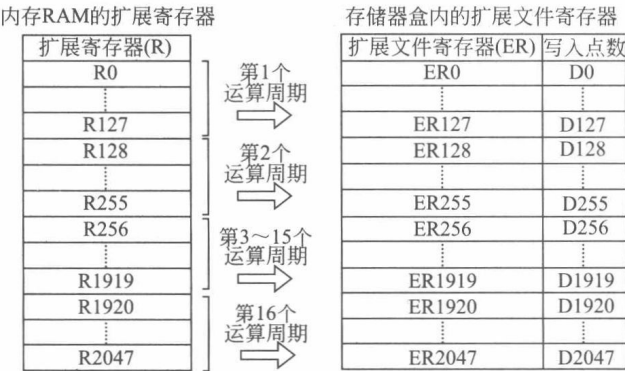 内存RAM的扩展寄存器 存储器盒内的扩展文件寄存器
扩展寄存器(R) 扩展文件寄存器(ER) 写入点数
R0 第1个 ER0 D0
运算周期
R127 ER127 D127
R128 第2个 ER128 D128
运算周期
R255 ER255 D255
R256 第3～15个 ER256 D256
运算周期
R1919 ER1919 D1919
R1920 第16个 ER1920 D1920
运算周期
R2047 ER2047 D2047